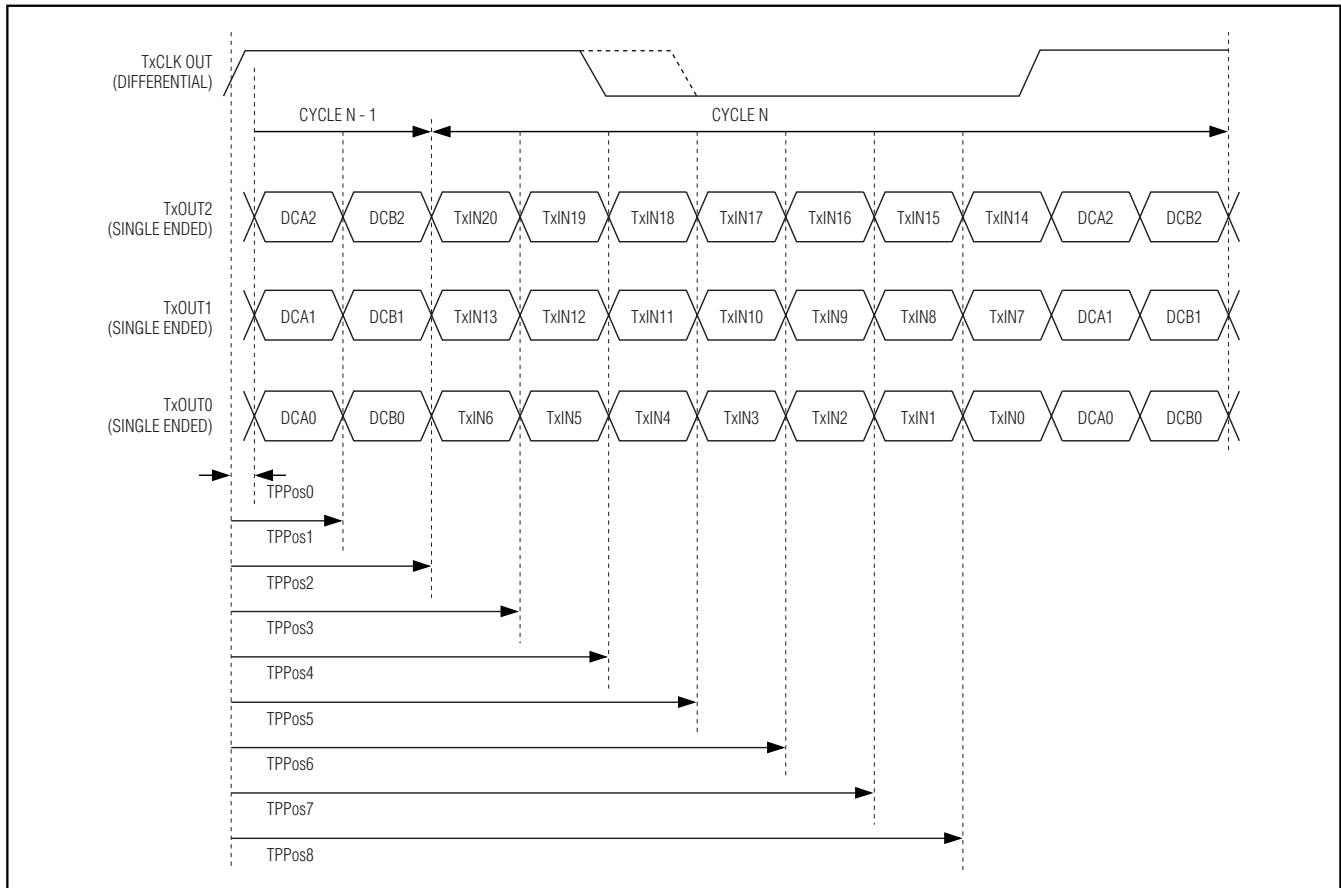 TxCLK OUT
(DIFFERENTIAL)
CYCLE N - 1
CYCLE N
TxOUT2
(SINGLE ENDED)
DCA2 DCB2 TxIN20 TxIN19 TxIN18 TxIN17 TxIN16 TxIN15 TxIN14 DCA2 DCB2
TxOUT1
(SINGLE ENDED)
DCA1 DCB1 TxIN13 TxIN12 TxIN11 TxIN10 TxIN9 TxIN8 TxIN7 DCA1 DCB1
TxOUT0
(SINGLE ENDED)
DCA0 DCB0 TxIN6 TxIN5 TxIN4 TxIN3 TxIN2 TxIN1 TxIN0 DCA0 DCB0
TPPos0
TPPos1
TPPos2
TPPos3
TPPos4
TPPos5
TPPos6
TPPos7
TPPos8